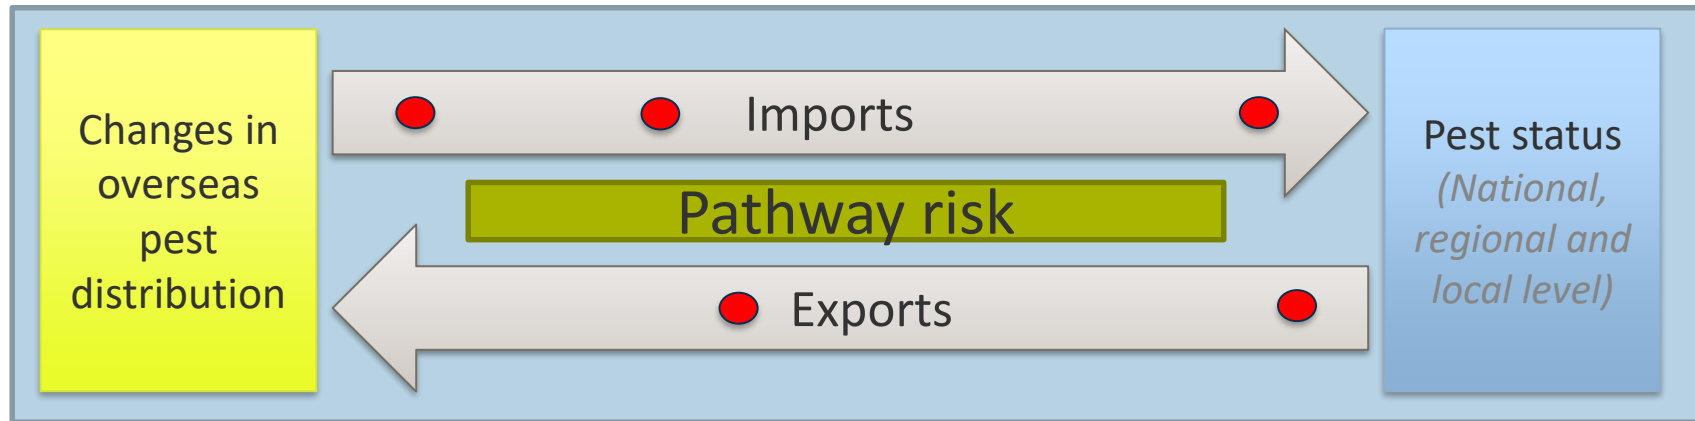 Changes in
overseas
pest
distribution
Imports
Pathway risk
Exports
Pest status
(National,
regional and
local level)